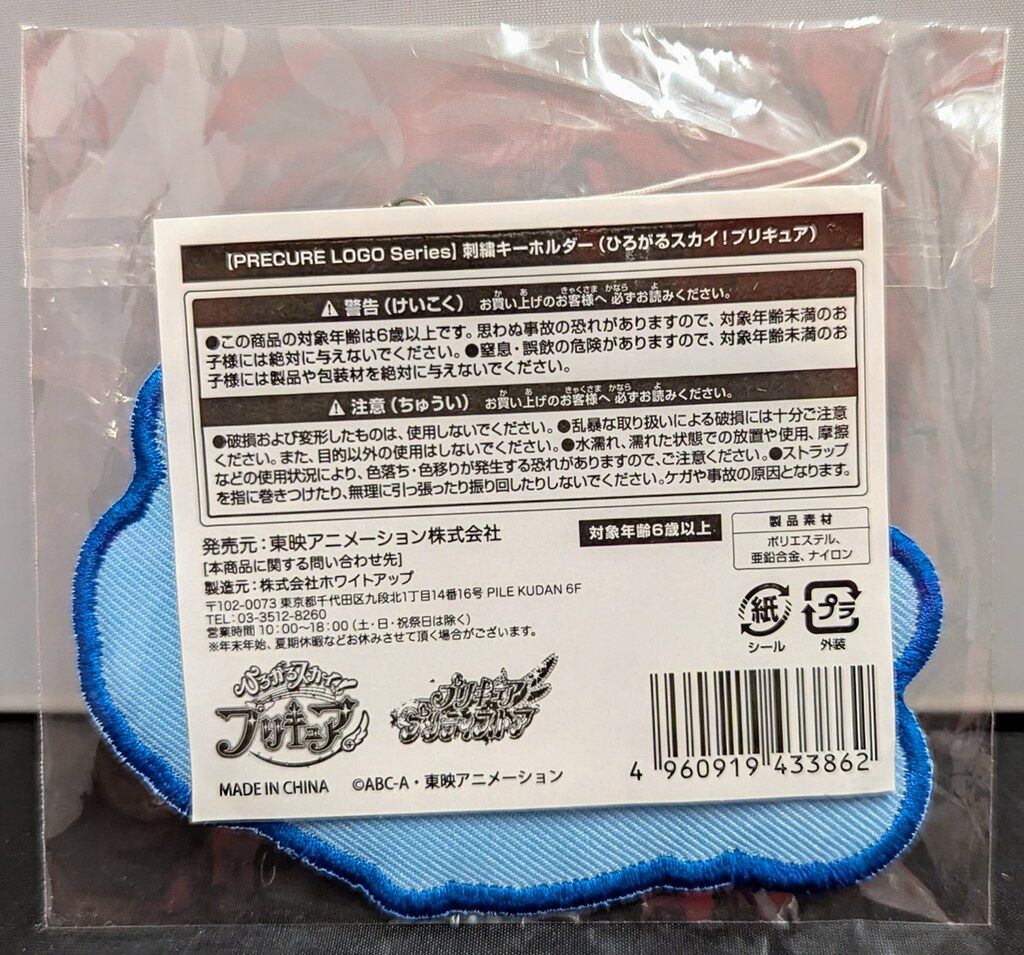 [PRECURE LOGO Series] 刺繍キーホルダー(ひろがるスカイ!プリキュア)
警告(けいこく) お買い上げのお客様へ 必ずお読みください。
●この商品の対象年齢は6歳以上です。思わぬ事故の恐れがありますので、対象年齢未満のお
子様には絶対に与えないでください。●窒息・誤飲の危険がありますので、対象年齢未満のお
子様には製品や包装材を絶対に与えないでください。
注意(ちゅうい) お買い上げのお客様へ 必ずお読みください。
●破損および変形したものは、使用しないでください。●乱暴な取り扱いによる破損には十分ご注意
ください。また、目的以外の使用はしないでください。●水濡れ、濡れた状態での放置や使用、摩擦
などの使用状況により、色落ち・色移りが発生する恐れがありますので、ご注意ください。●ストラップ
を指に巻きつけたり、無理に引っ張ったり振り回したりしないでください。ケガや事故の原因となります。
発売元:東映アニメーション株式会社
[本商品に関する問い合わせ先]
製造元:株式会社ホワイトアップ
〒102-0073 東京都千代田区九段北1丁目14番16号 PILE KUDAN 6F
TEL:03-3512-8260
営業時間 10:00~18:00 (土・日・祝祭日は除く)
※年末年始、夏期休暇などお休みさせて頂く場合がございます。
対象年齢6歳以上
製品素材
ポリエステル、
亜鉛合金、ナイロン
紙
シール
プラ
外装
ひろがるスカイ!
プリキュア
プリキュア
プリティストア
MADE IN CHINA ©ABC-A・東映アニメーション
4 960919 433862